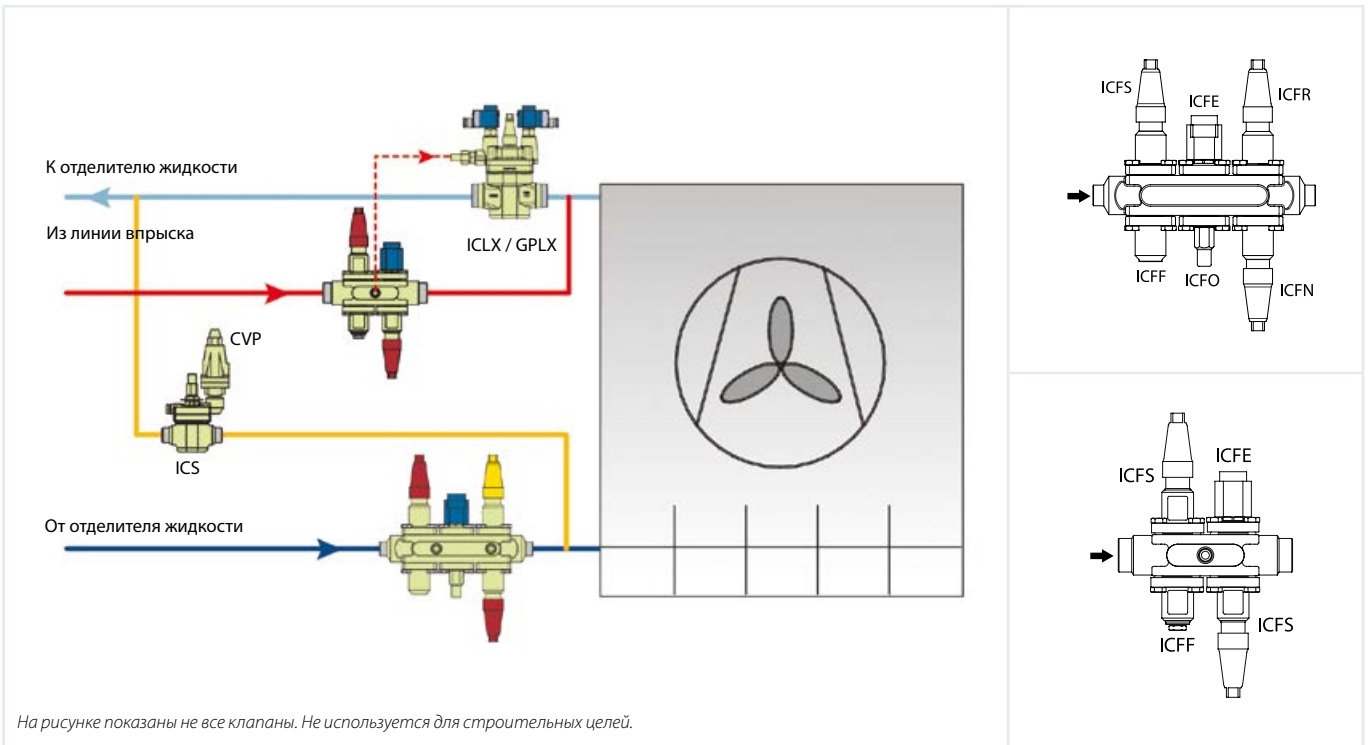 К отделителю жидкости
Из линии впрыска
ICLX / GPLX
CVP
ICS
От отделителя жидкости
На рисунке показаны не все клапаны. Не используется для строительных целей.
ICFS
ICFE
ICFR
ICFF
ICFO
ICFN
ICFS
ICFE
ICFF
ICFS